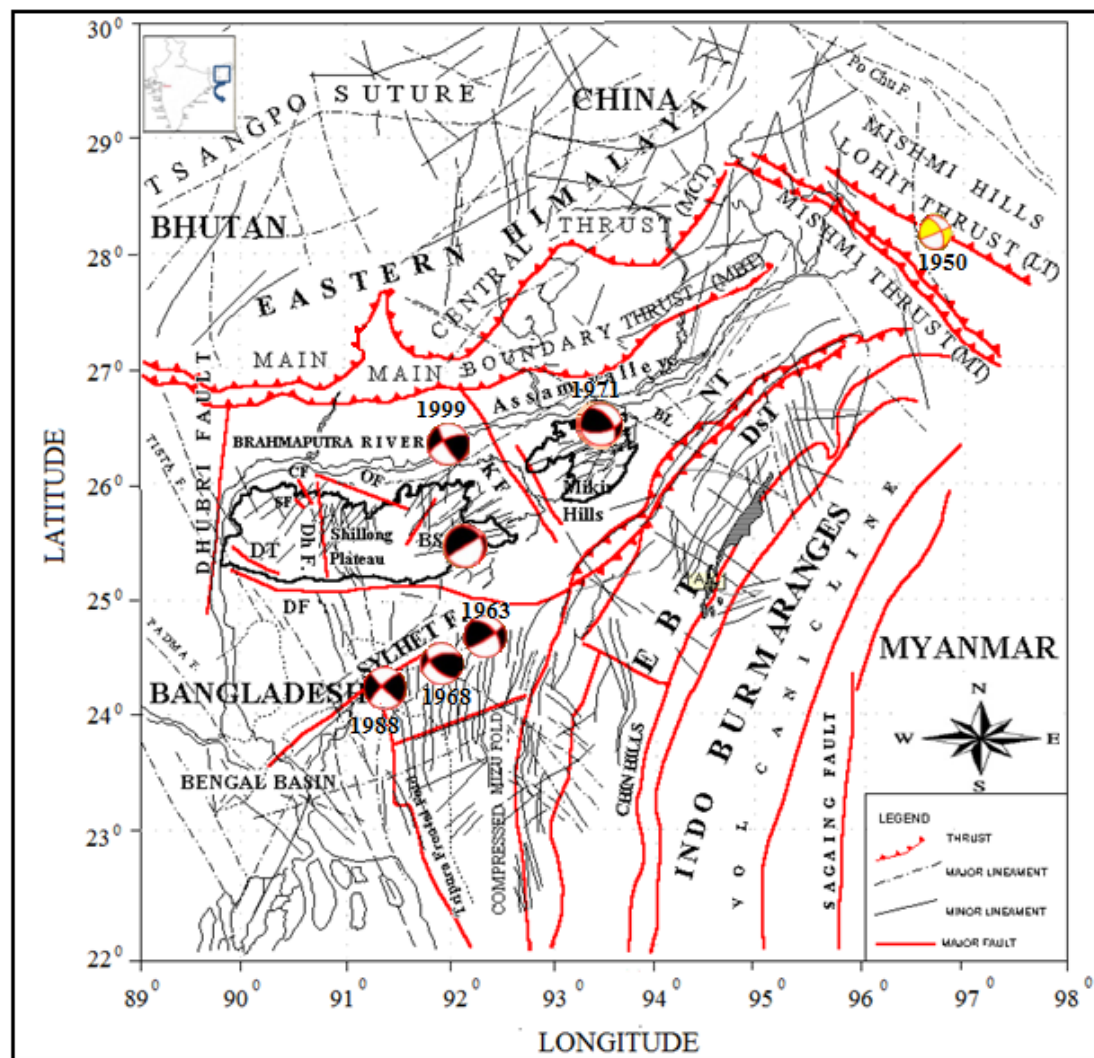 30°
29°
28°
27°
26°
25°
24°
23°
22°
LATITUDE
89° 90° 91° 92° 93° 94° 95° 96° 97° 98°
LONGITUDE
TSANGPO SUTURE
CHINA
Po Chu F.
MISHMI HILLS
LOHIT THRUST (LT)
MISHMI THRUST (MT)
1950
BHUTAN
EASTERN HIMALAYA
MAIN CENTRAL THRUST (MCT)
MAIN BOUNDARY THRUST (MBT)
Assam valley
1971
1999
BRAHMAPUTRA RIVER
DHUBRI FAULT
TISTA F.
CF
OF
SF
KF
BL
NT
DsT
Mikir
Hills
DhF.
Shillong
Plateau
BS
DT
DF
1963
SYLHET F
PADMA F.
BANGLADESH
1968
1988
BENGAL BASIN
Tripura Frontal Fold
COMPRESSED MIZU FOLD
CHIN HILLS
EBT
A
INDO BURMA RANGES
VOLCANIC LINE
SAGAING FAULT
MYANMAR
N
W E
S
LEGEND
THRUST
MAJOR LINEAMENT
MINOR LINEAMENT
MAJOR FAULT